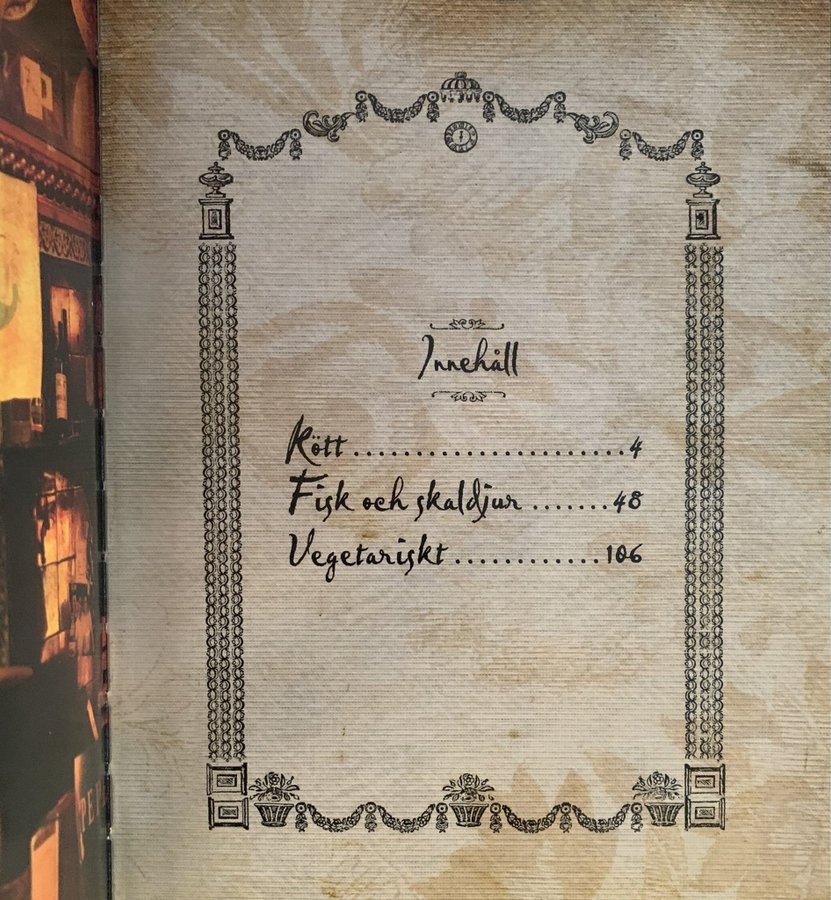 Innehåll
Kött ...................... 4
Fisk och skaldjur ....... 48
Vegetariskt ............ 106